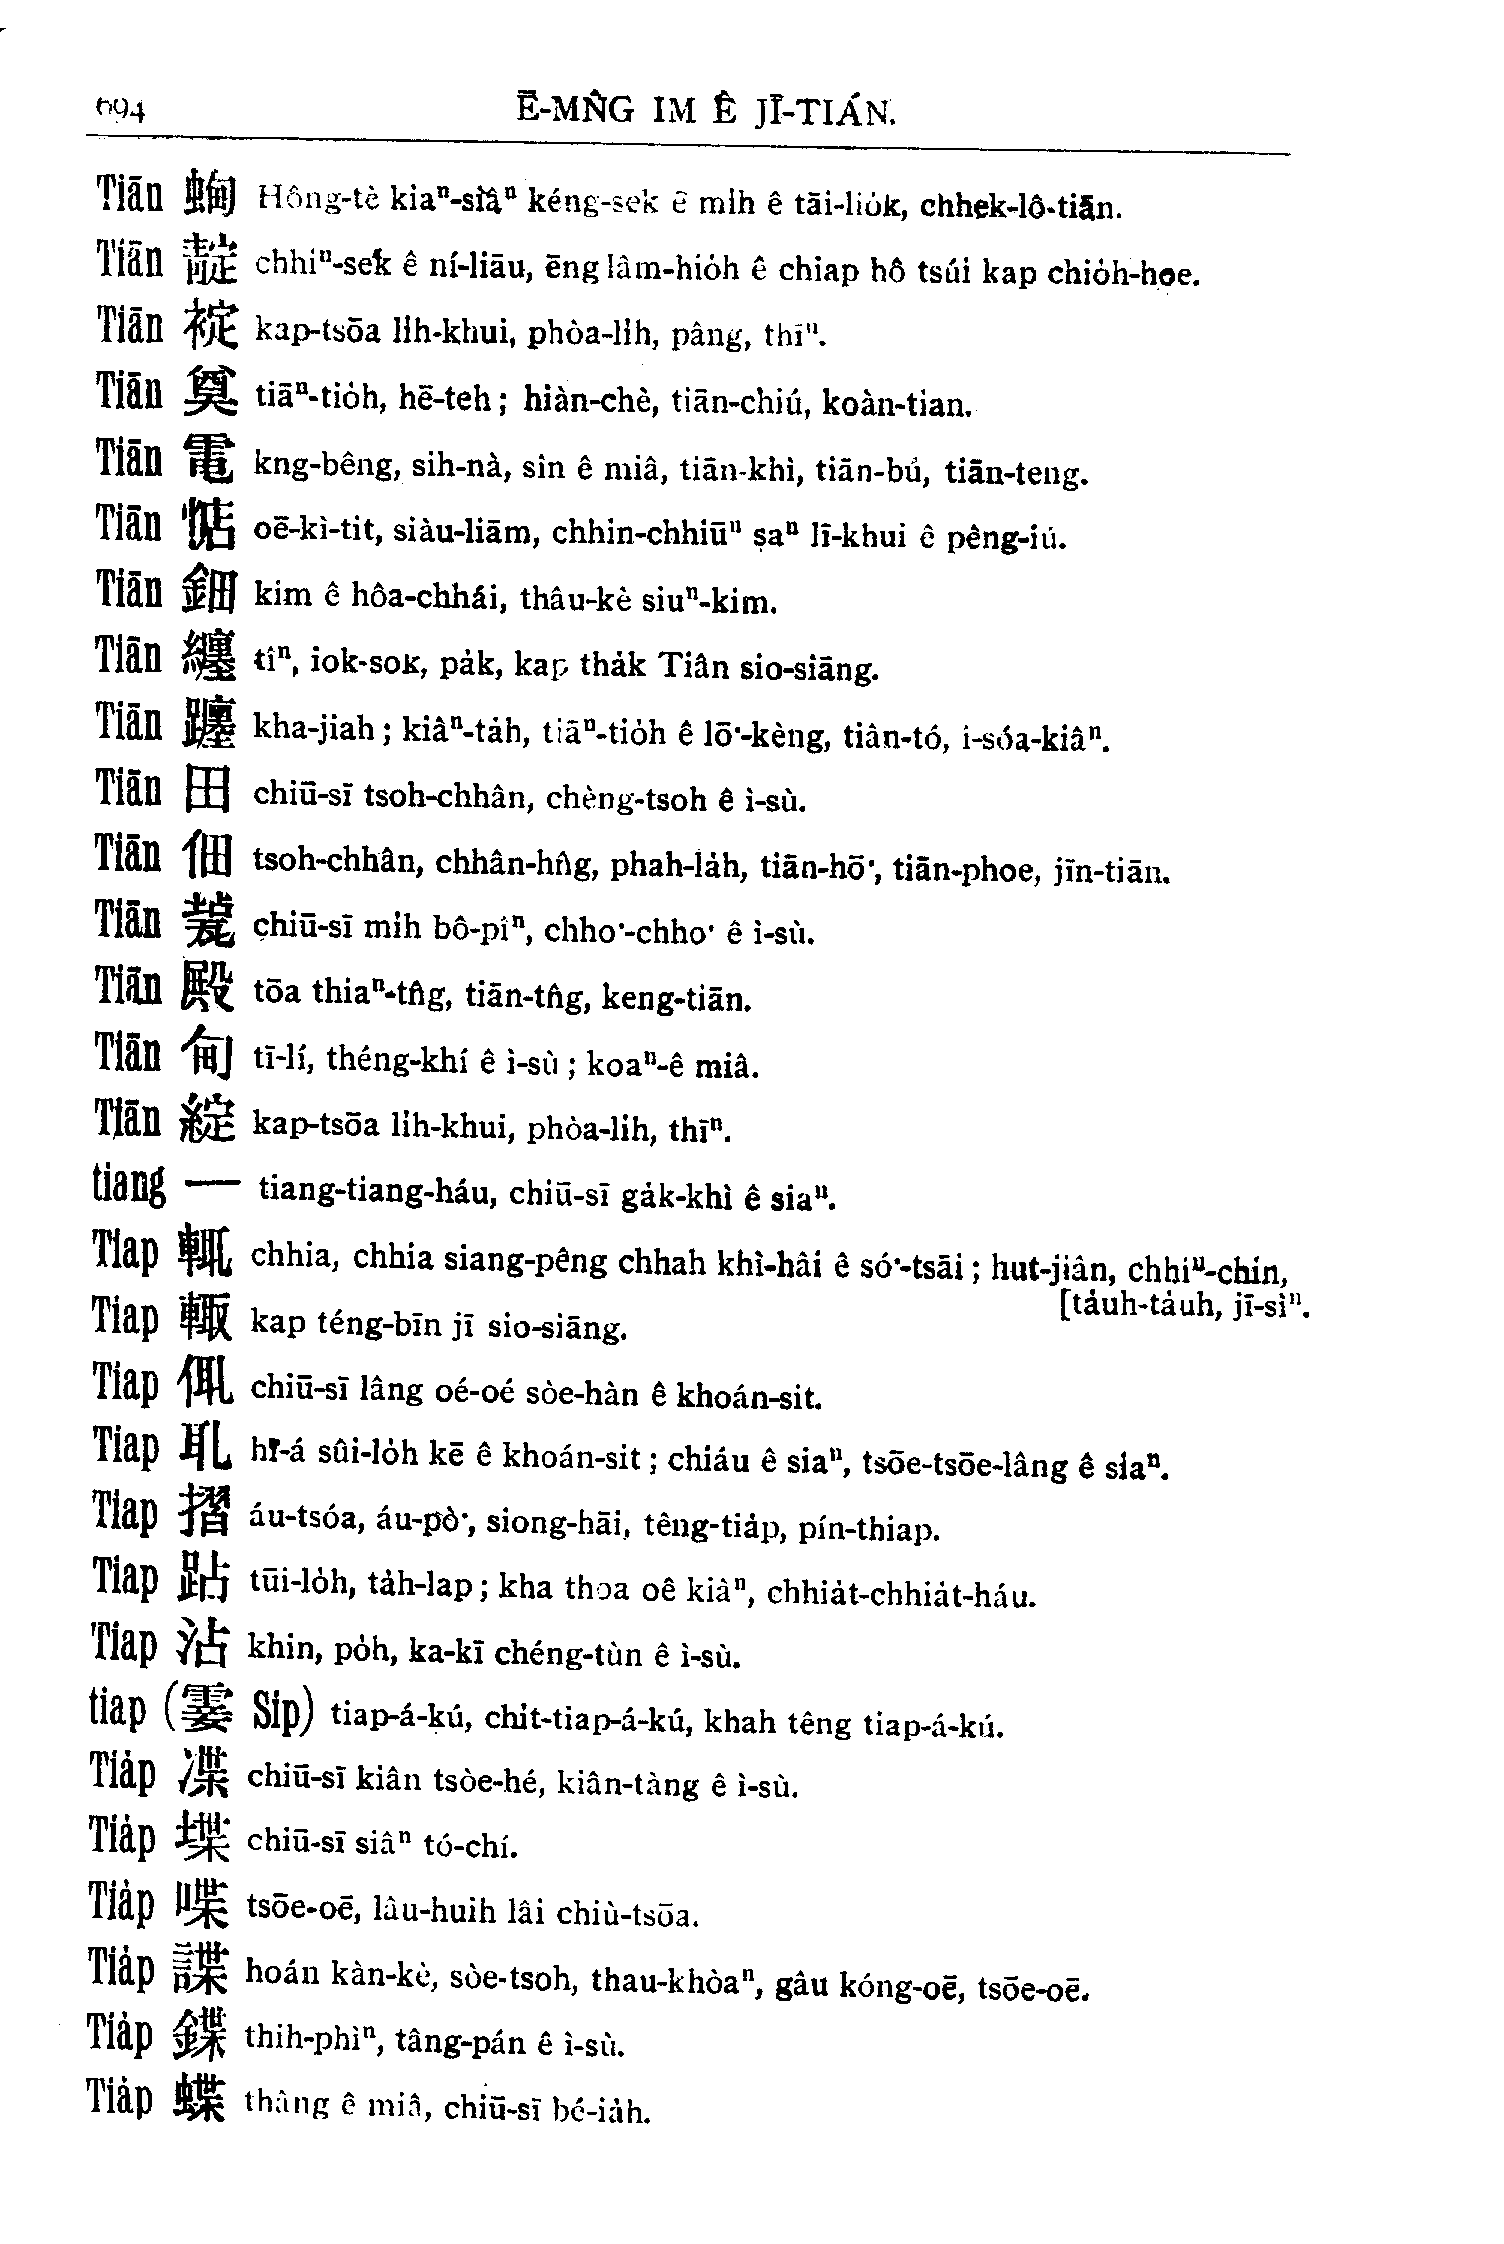 694 Ē-MN̂G IM Ê JĪ-TIÁN.
Tiān 蜔 Hông-tè kiaⁿ-siâⁿ kéng-sek ē mih ê tāi-lio̍k, chhek-lô-tiān.
Tiān 靛 chhiⁿ-sek ê ní-liāu, ēng lâm-hio̍h ê chiap hô tsúi kap chio̍h-hoe.
Tiān 䘺 kap-tsōa li̍h-khui, phòa-li̍h, pâng, thīⁿ.
Tiān 奠 tiāⁿ-tio̍h, hē-teh; hiàn-chè, tiān-chiú, koàn-tian.
Tiān 電 kng-bêng, sih-nà, sîn ê miâ, tiān-khì, tiān-bú, tiān-teng.
Tiān 惦 oē-kì-tit, siàu-liām, chhin-chhiūⁿ saⁿ lī-khui ê pêng-iú.
Tiān 鈿 kim ê hôa-chhái, thâu-kè siuⁿ-kim.
Tiān 纏 tîⁿ, iok-sok, pa̍k, kap tha̍k Tiân sio-siāng.
Tiān 躔 kha-jiah; kiâⁿ-ta̍h, tiāⁿ-tio̍h ê lō͘-kèng, tiân-tó, i-sóa-kiâⁿ.
Tiān 田 chiū-sī tsoh-chhân, chèng-tsoh ê ì-sù.
Tiān 佃 tsoh-chhân, chhân-hn̂g, phah-la̍h, tiān-hō͘, tiān-phoe, jīn-tiān.
Tiān chiū-sī mi̍h bô-pîⁿ, chho͘-chho͘ ê ì-sù.
Tiān 殿 tōa thiaⁿ-tn̂g, tiān-tn̂g, keng-tiān.
Tiān 甸 tī-lí, théng-khí ê ì-sù; koaⁿ-ê miâ.
Tiān 綻 kap-tsōa li̍h-khui, phòa-li̍h, thīⁿ.
tiang — tiang-tiang-háu, chiū-sī ga̍k-khì ê siaⁿ.
Tiap 輒 chhia, chhia siang-pêng chhah khì-hâi ê só͘-tsāi; hut-jiân, chhiⁿ-chin,
[ta̍uh-ta̍uh, jī-sìⁿ.
Tiap 輙 kap téng-bīn jī sio-siāng.
Tiap 㑙 chiū-sī lâng oé-oé sòe-hàn ê khoán-sit.
Tiap 耴 hī-á sûi-lo̍h kē ê khoán-sit; chiáu ê siaⁿ, tsōe-tsōe-lâng ê siaⁿ.
Tiap 摺 áu-tsóa, áu-pò͘, siong-hāi, têng-tia̍p, pín-thiap.
Tiap 跕 tūi-lo̍h, ta̍h-lap; kha thoa oê kiâⁿ, chhia̍t-chhia̍t-háu.
Tiap 沾 khin, po̍h, ka-kī chéng-tùn ê ì-sù.
tiap (霎 Sip) tiap-á-kú, chi̍t-tiap-á-kú, khah têng tiap-á-kú.
Tia̍p 渫 chiū-sī kiân tsòe-hé, kiân-tàng ê ì-sù.
Tia̍p 堞 chiū-sī siâⁿ tó-chí.
Tia̍p 喋 tsōe-oē, lâu-huih lâi chiù-tsōa.
Tia̍p 諜 hoán kàn-kè, sòe-tsoh, thau-khòaⁿ, gâu kóng-oē, tsōe-oē.
Tia̍p 鍱 thih-phìⁿ, tâng-pán ê ì-sù.
Tia̍p 蝶 thâng ê miâ, chiū-sī bé-ia̍h.